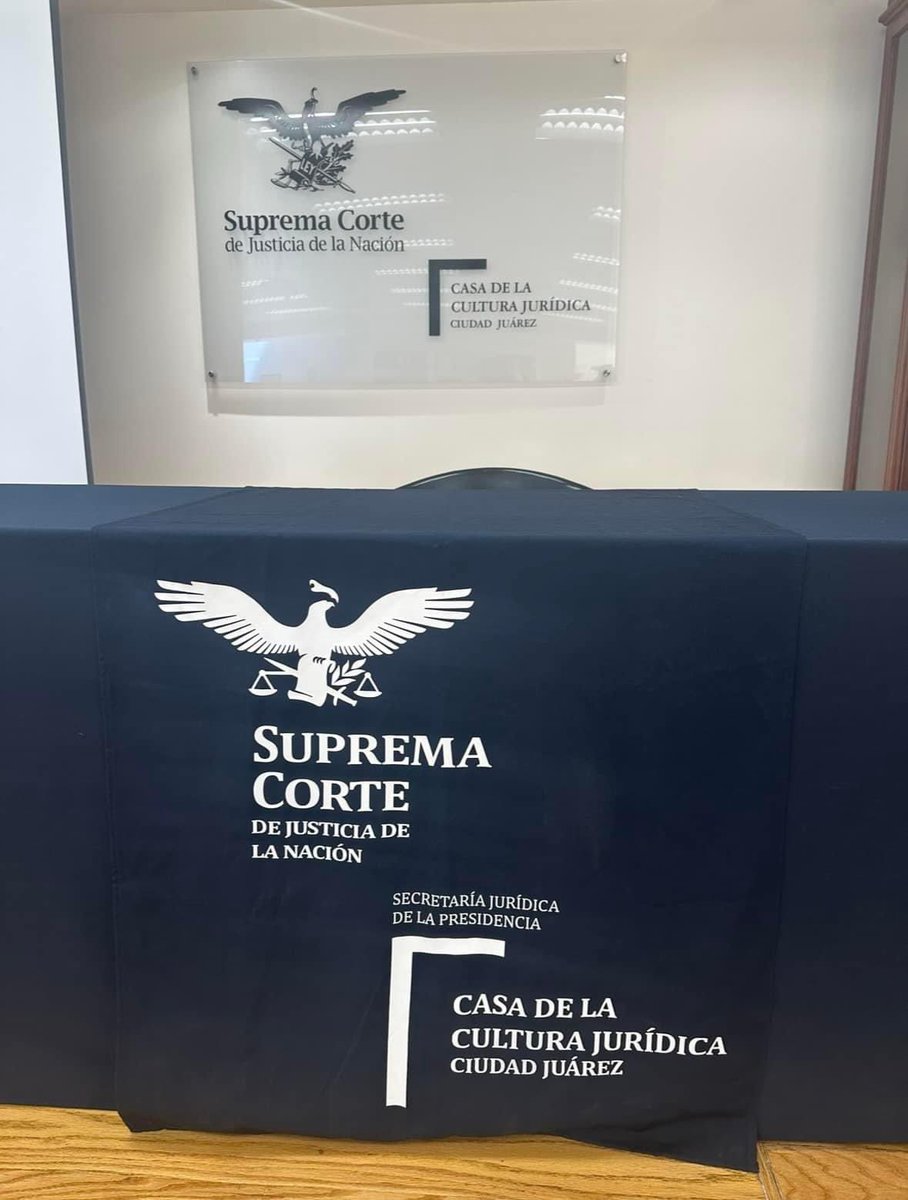 LEY
Suprema Corte
de Justicia de la Nación
CASA DE LA
CULTURA JURÍDICA
CIUDAD JUÁREZ
SUPREMA
CORTE
DE JUSTICIA DE
LA NACIÓN
SECRETARÍA JURÍDICA
DE LA PRESIDENCIA
CASA DE LA
CULTURA JURÍDICA
CIUDAD JUÁREZ